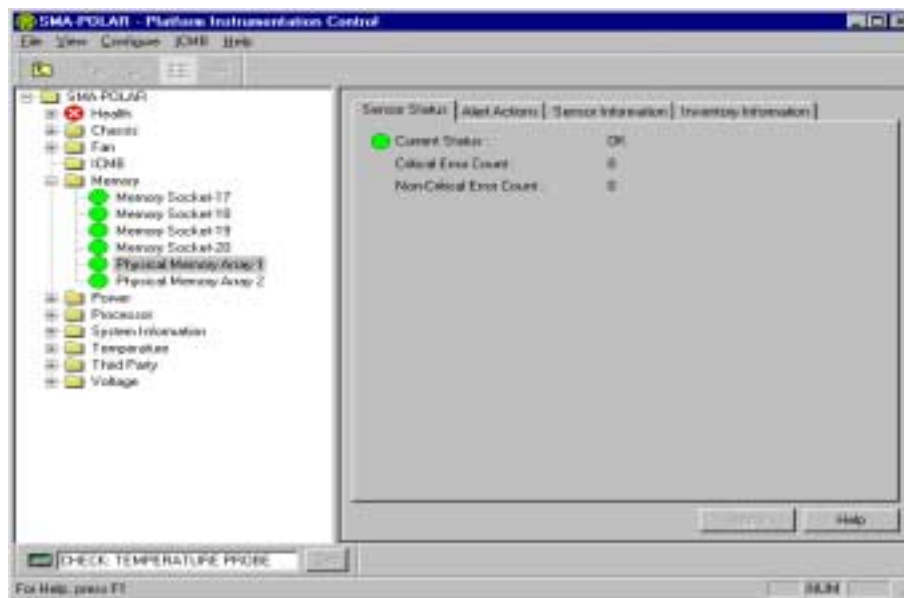 SMA-POLAR - Platform Instrumentation Control
File View Configure ICMB Help
SMA-POLAR
Health
Chassis
Fan
ICMB
Memory
Memory Socket-17
Memory Socket-18
Memory Socket-19
Memory Socket-20
Physical Memory Array 1
Physical Memory Array 2
Power
Processor
System Information
Temperature
Third Party
Voltage
Sensor Status Alert Actions Sensor Information Inventory Information
Current Status : OK
Critical Error Count : 0
Non-Critical Error Count : 0
Help
CHECK: TEMPERATURE PROBE
For Help, press F1
NUM